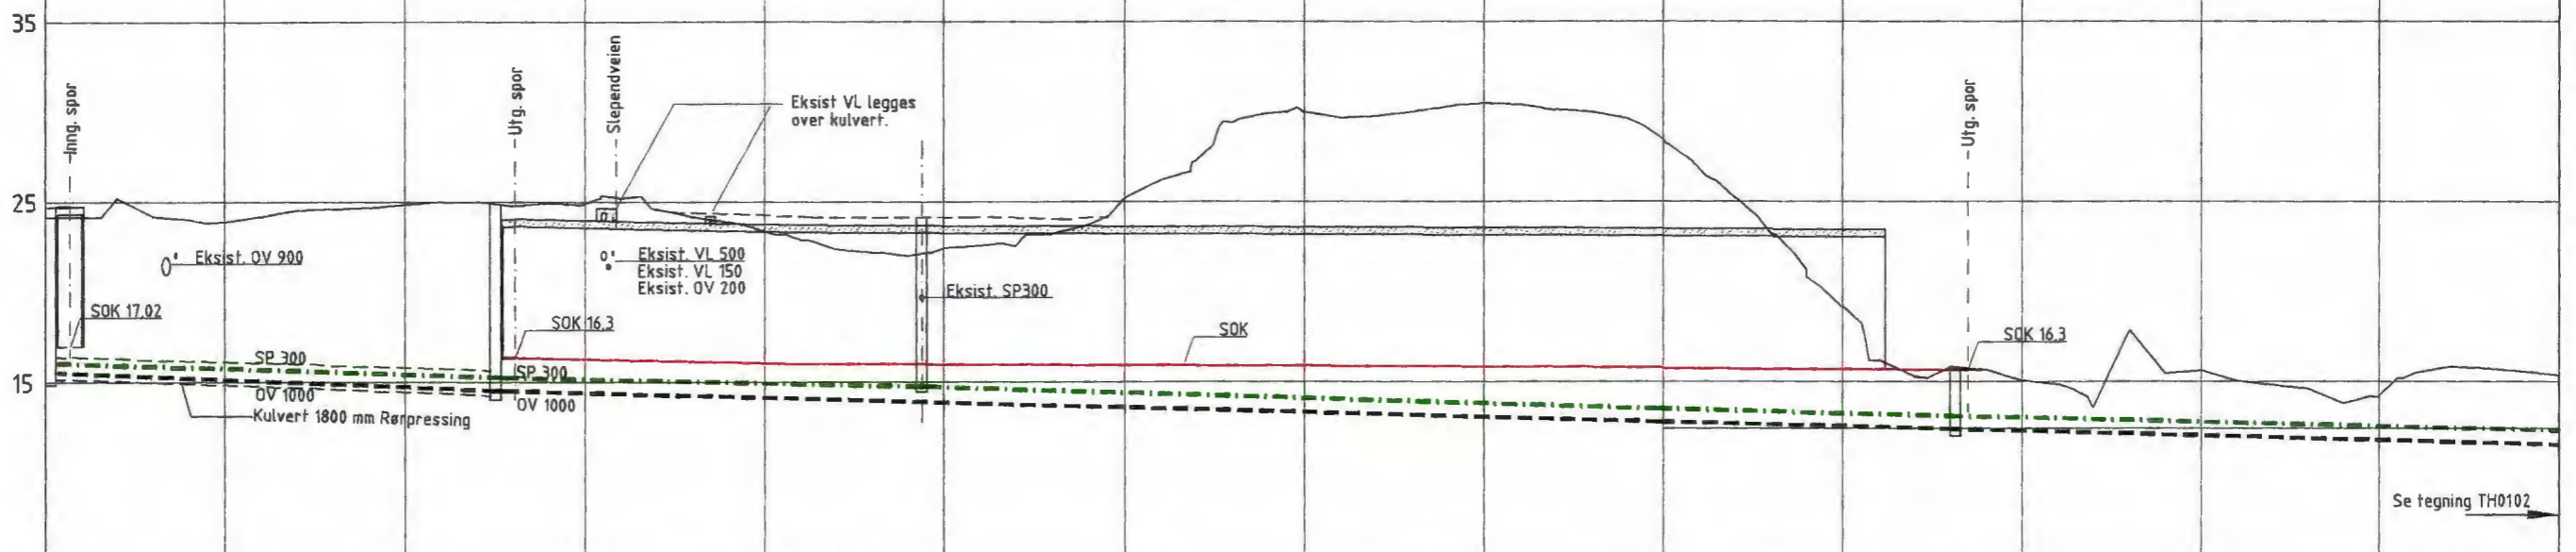 35
Inng. spor
Utg. spor
Slependveien
Eksist VL legges
over kulvert.
Utg. spor
25
Eksist. OV 900
Eksist. VL 500
Eksist. VL 150
Eksist. OV 200
Eksist. SP300
SOK 17,02
SOK 16,3
SOK
SOK 16,3
15
SP 300
SP 300
OV 1000
OV 1000
Kulvert 1800 mm Rørpressing
Se tegning TH0102